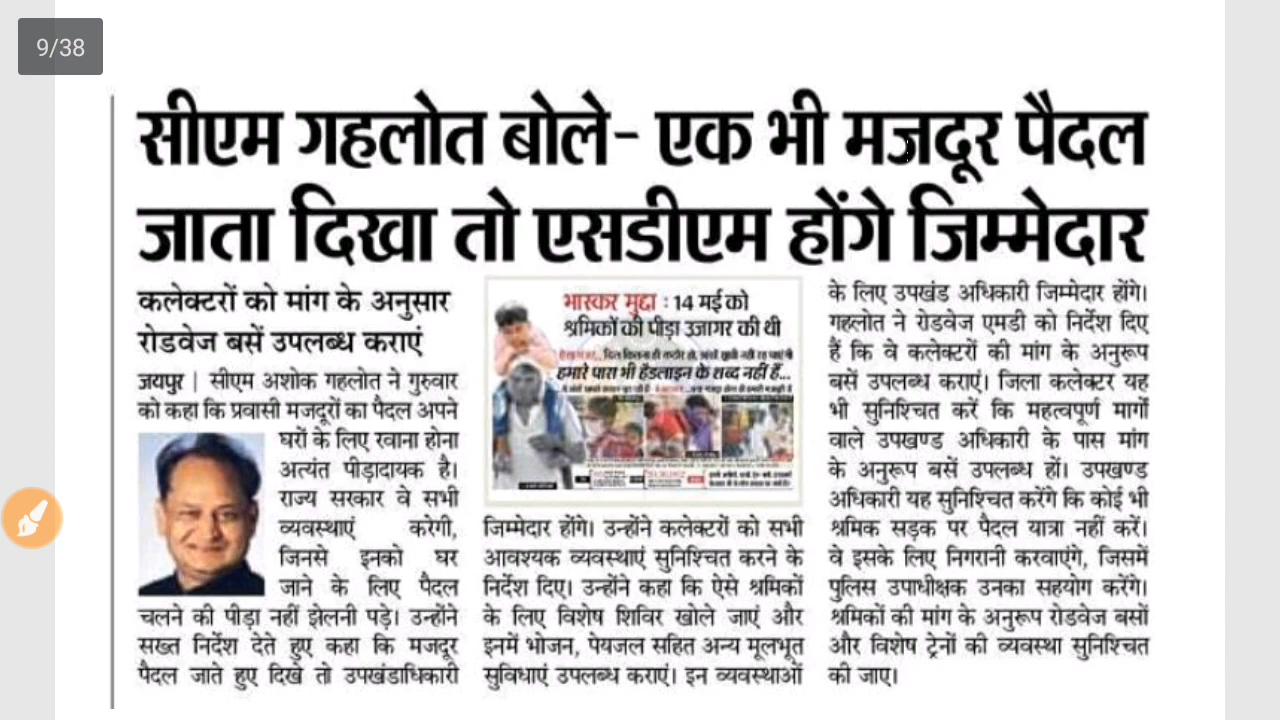 9/38
सीएम गहलोत बोले- एक भी मजदूर पैदल
जाता दिखा तो एसडीएम होंगे जिम्मेदार
कलेक्टरों को मांग के अनुसार
रोडवेज बसें उपलब्ध कराएं
जयपुर | सीएम अशोक गहलोत ने गुरुवार
को कहा कि प्रवासी मजदूरों का पैदल अपने
घरों के लिए रवाना होना
अत्यंत पीड़ादायक है।
राज्य सरकार वे सभी
व्यवस्थाएं करेगी,
जिनसे इनको घर
जाने के लिए पैदल
चलने की पीड़ा नहीं झेलनी पड़े। उन्होंने
सख्त निर्देश देते हुए कहा कि मजदूर
पैदल जाते हुए दिखे तो उपखंडाधिकारी
भास्कर मुद्दा : 14 मई को
श्रमिकों की पीड़ा उजागर की थी
हमारे पास भी हैडलाइन के शब्द नहीं हैं...
जिम्मेदार होंगे। उन्होंने कलेक्टरों को सभी
आवश्यक व्यवस्थाएं सुनिश्चित करने के
निर्देश दिए। उन्होंने कहा कि ऐसे श्रमिकों
के लिए विशेष शिविर खोले जाएं और
इनमें भोजन, पेयजल सहित अन्य मूलभूत
सुविधाएं उपलब्ध कराएं। इन व्यवस्थाओं
के लिए उपखंड अधिकारी जिम्मेदार होंगे।
गहलोत ने रोडवेज एमडी को निर्देश दिए
हैं कि वे कलेक्टरों की मांग के अनुरूप
बसें उपलब्ध कराएं। जिला कलेक्टर यह
भी सुनिश्चित करें कि महत्वपूर्ण मार्गों
वाले उपखण्ड अधिकारी के पास मांग
के अनुरूप बसें उपलब्ध हों। उपखण्ड
अधिकारी यह सुनिश्चित करेंगे कि कोई भी
श्रमिक सड़क पर पैदल यात्रा नहीं करें।
वे इसके लिए निगरानी करवाएंगे, जिसमें
पुलिस उपाधीक्षक उनका सहयोग करेंगे।
श्रमिकों की मांग के अनुरूप रोडवेज बसों
और विशेष ट्रेनों की व्यवस्था सुनिश्चित
की जाए।